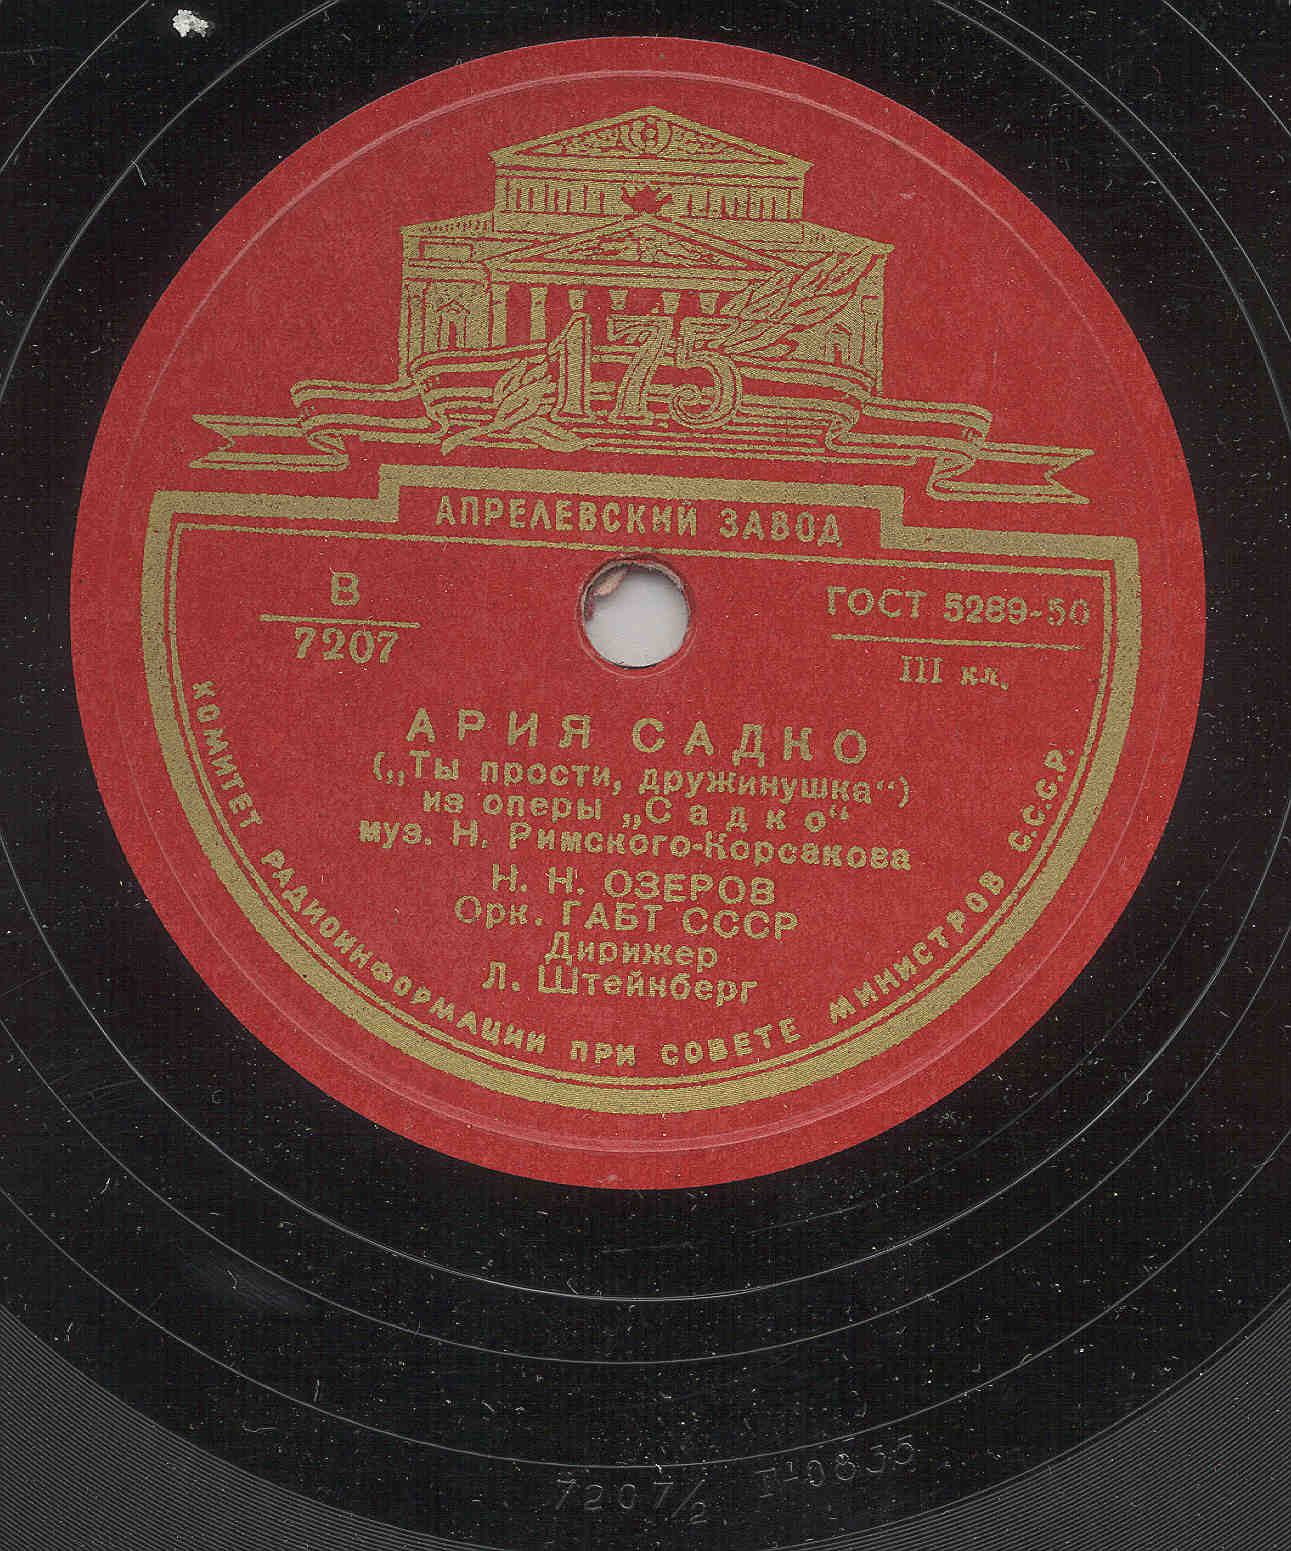 175
АПРЕЛЕВСКИЙ ЗАВОД
В
7207
ГОСТ 5289-50
III кл.
АРИЯ САДКО
(„Ты прости, дружинушка“)
из оперы „Садко“
муз. Н. Римского-Корсакова
Н. Н. ОЗЕРОВ
Орк. ГАБТ СССР
Дирижер
Л. Штейнберг
КОМИТЕТ РАДИОИНФОРМАЦИИ ПРИ СОВЕТЕ МИНИСТРОВ С.С.С.Р.
7207/2